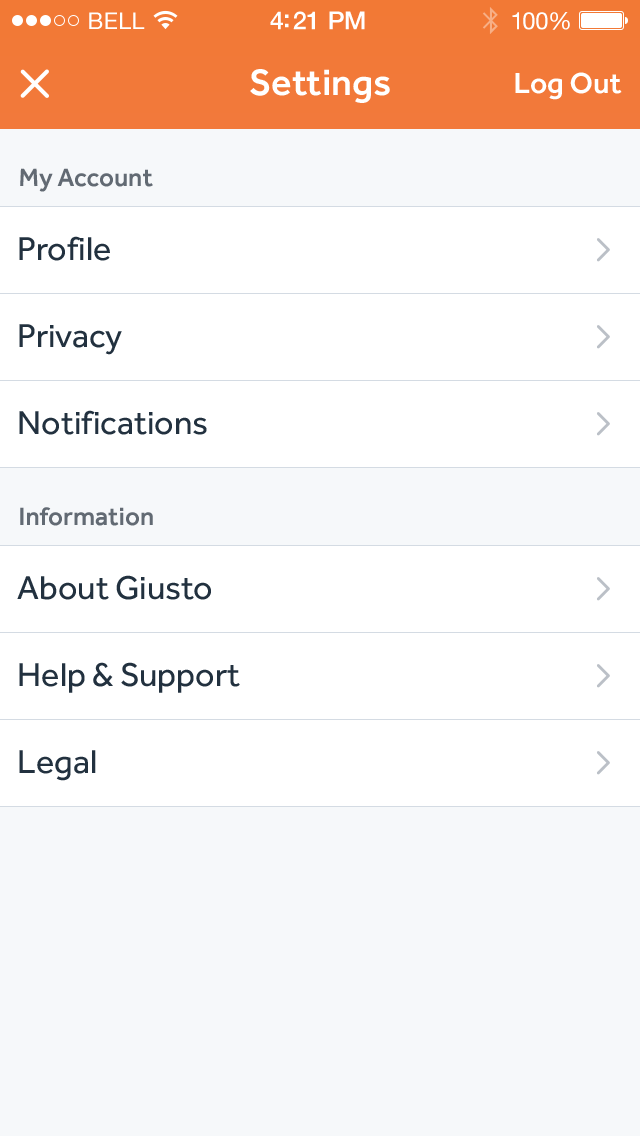 BELL 4:21 PM 100%
Settings Log Out
My Account
Profile
Privacy
Notifications
Information
About Giusto
Help & Support
Legal